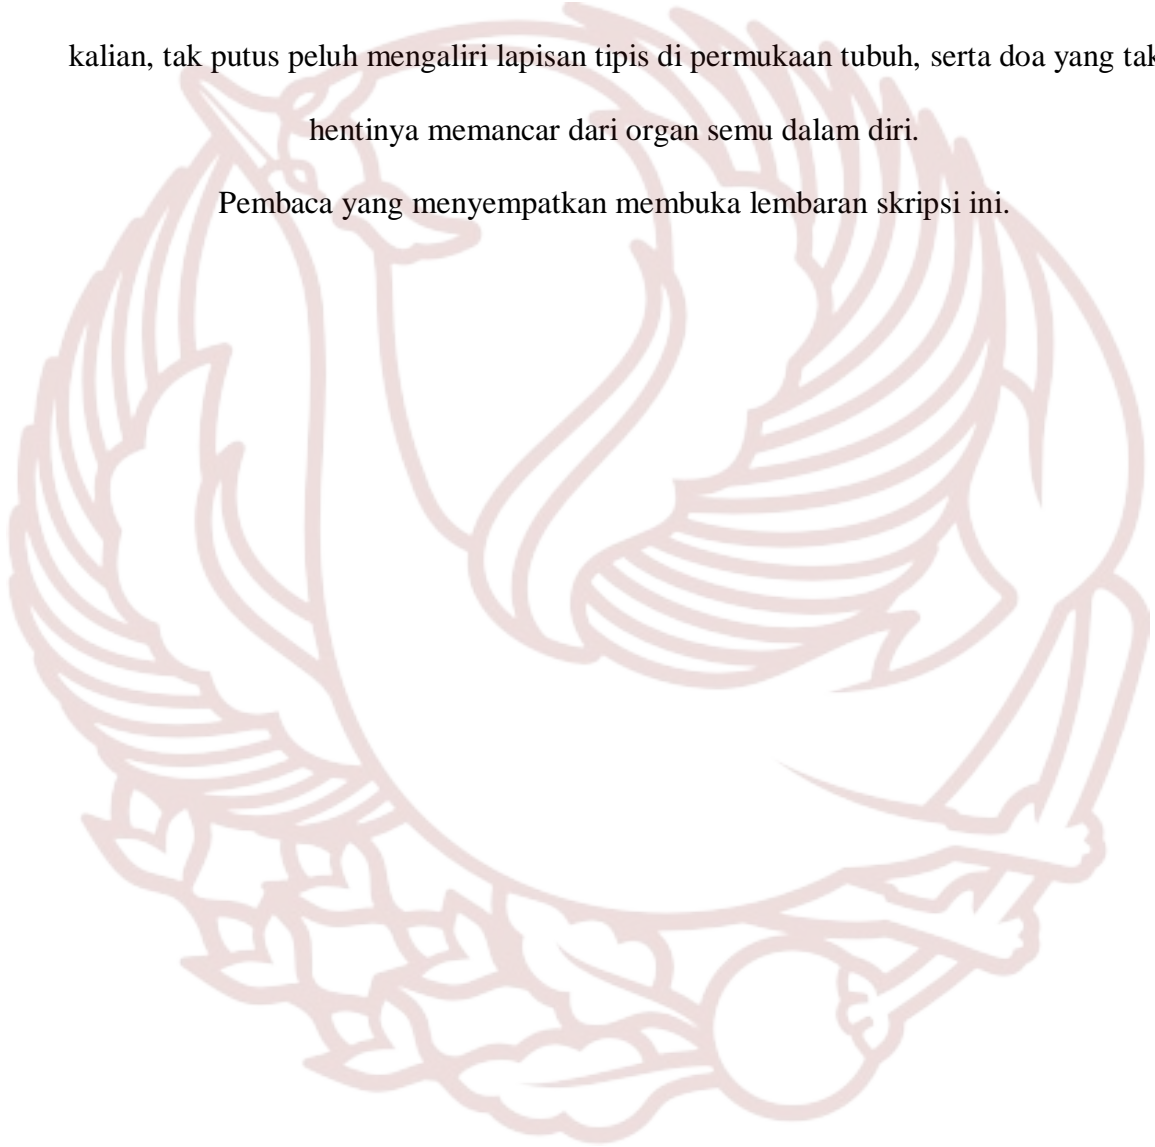 kalian, tak putus peluh mengaliri lapisan tipis di permukaan tubuh, serta doa yang tak
hentinya memancar dari organ semu dalam diri.
Pembaca yang menyempatkan membuka lembaran skripsi ini.